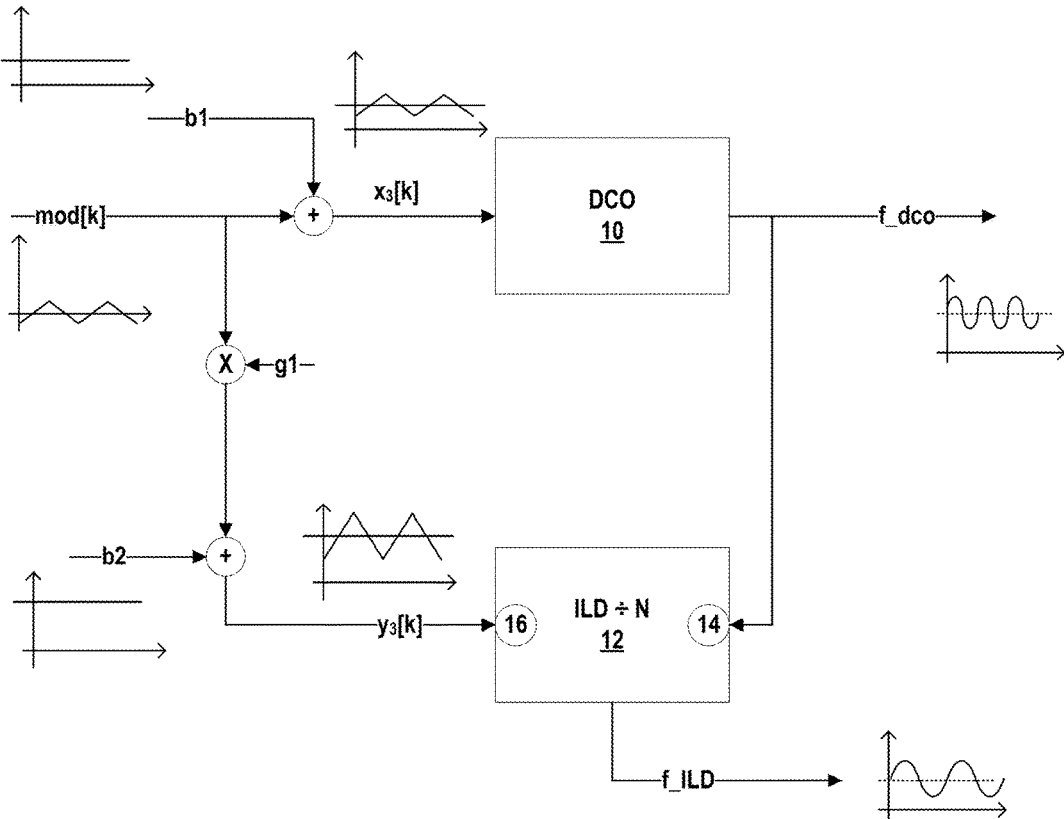 b1
x₃[k]
DCO
10
mod[k]
+
f_dco
X
g1
b2
+
ILD ÷ N
12
16
14
y₃[k]
f_ILD